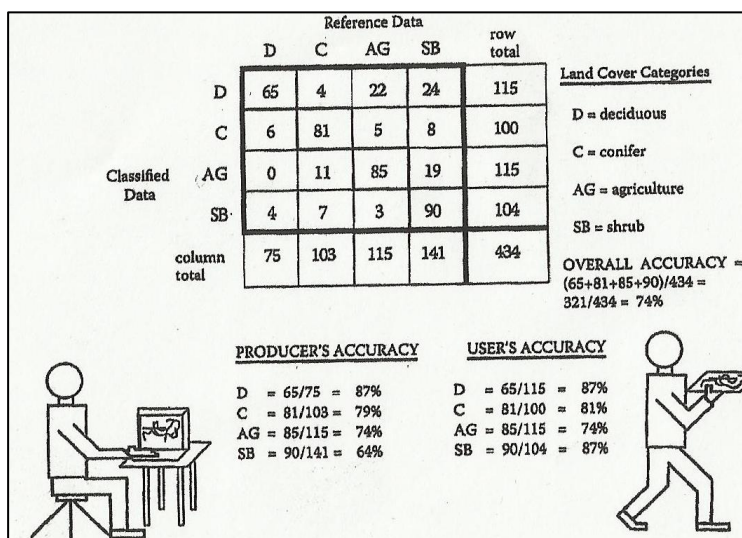 Reference Data
D C AG SB row total
D 65 4 22 24 115
C 6 81 5 8 100
Classified Data
AG 0 11 85 19 115
SB 4 7 3 90 104
column total 75 103 115 141 434
Land Cover Categories
D = deciduous
C = conifer
AG = agriculture
SB = shrub
OVERALL ACCURACY =
(65+81+85+90)/434 =
321/434 = 74%
PRODUCER'S ACCURACY
D = 65/75 = 87%
C = 81/103 = 79%
AG = 85/115 = 74%
SB = 90/141 = 64%
USER'S ACCURACY
D = 65/115 = 87%
C = 81/100 = 81%
AG = 85/115 = 74%
SB = 90/104 = 87%